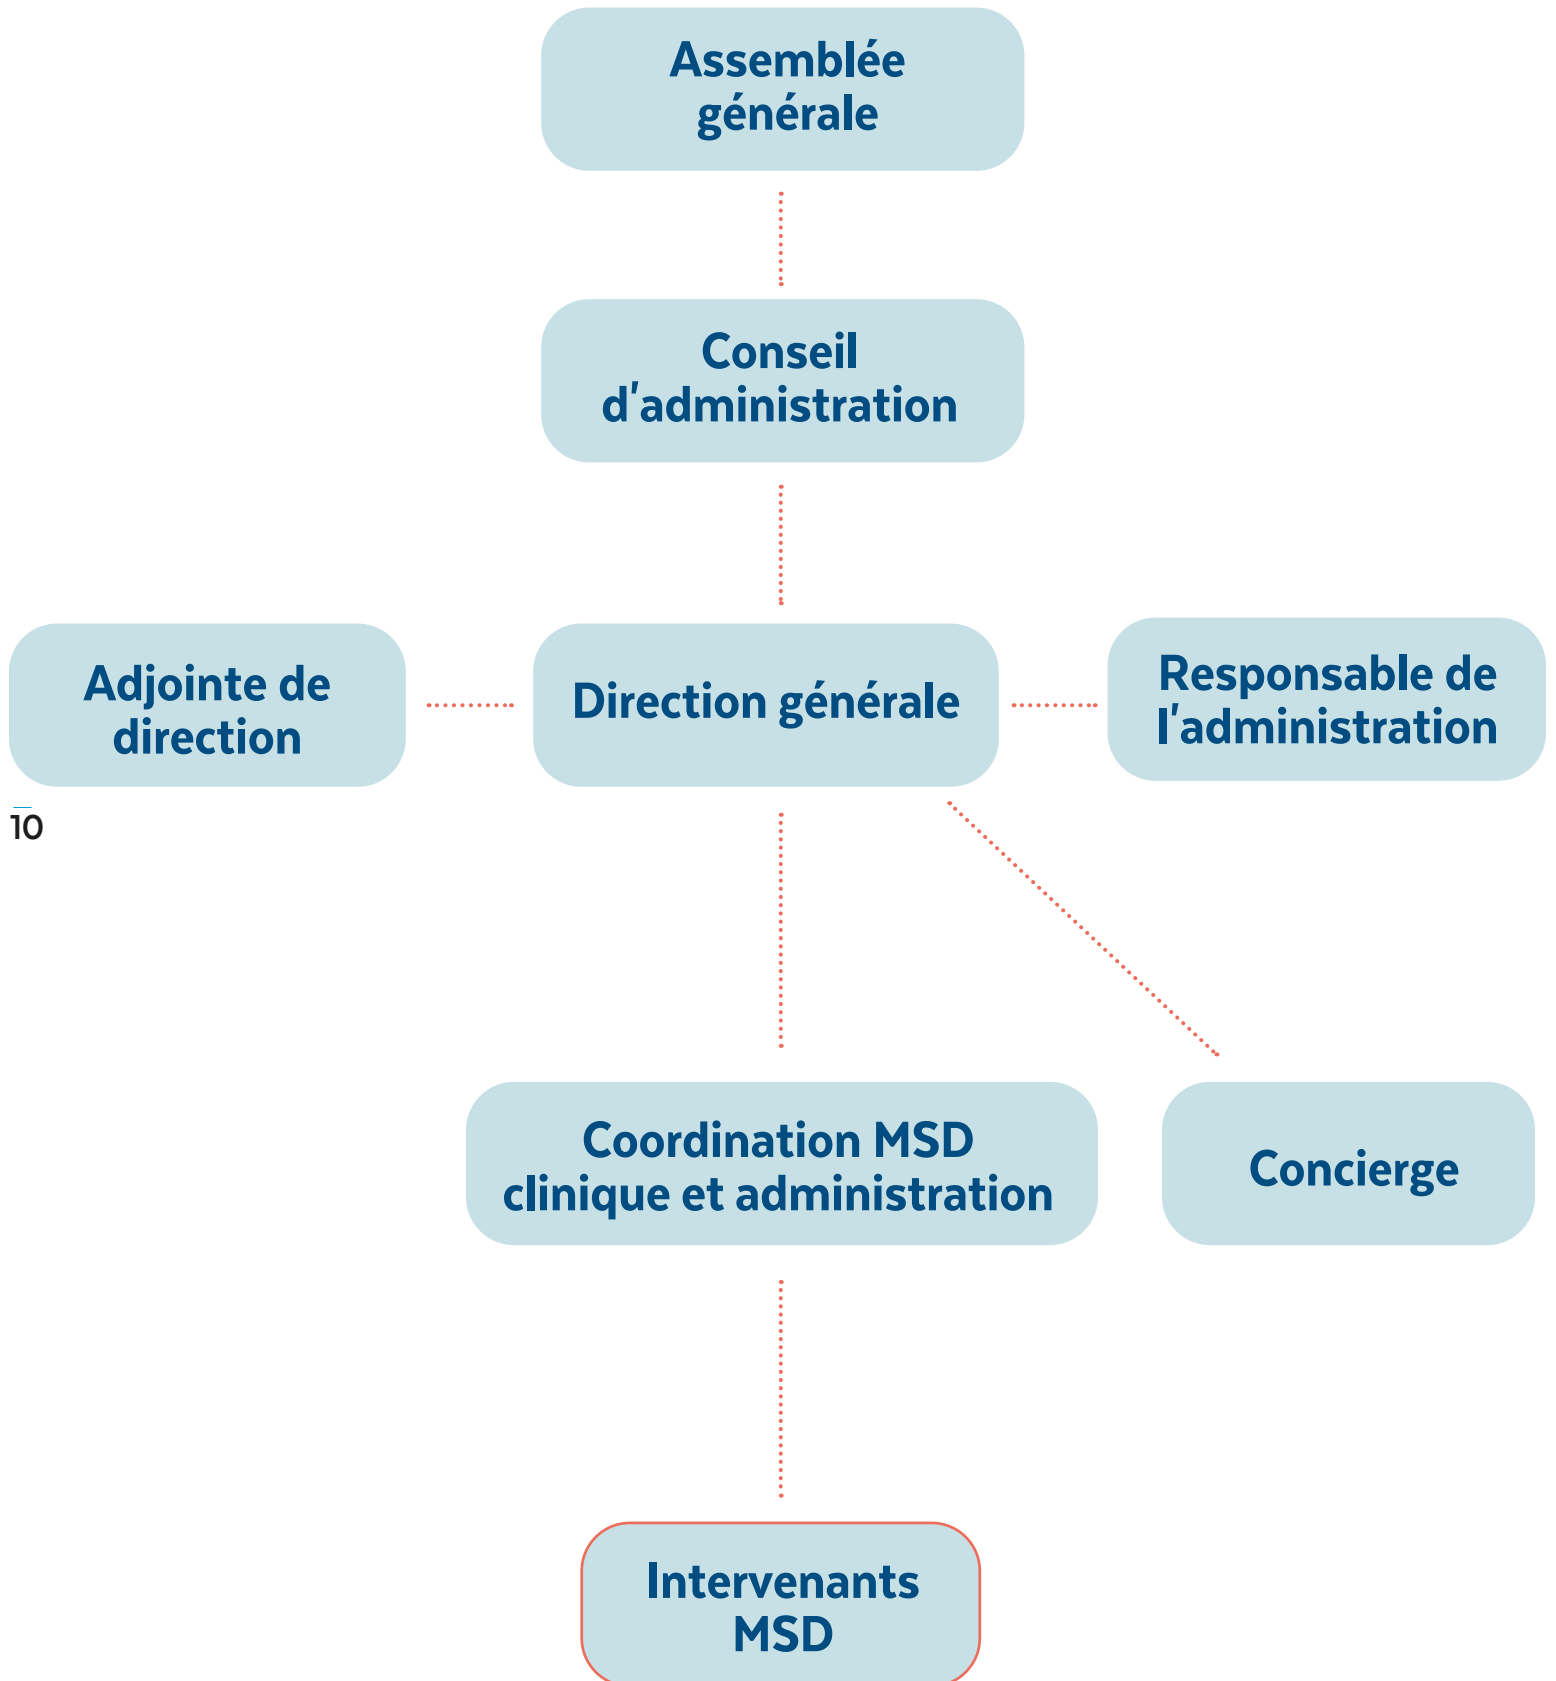 Assemblée
générale
Conseil
d'administration
Adjointe de
direction
Direction générale
Responsable de
l'administration
10
Coordination MSD
clinique et administration
Concierge
Intervenants
MSD